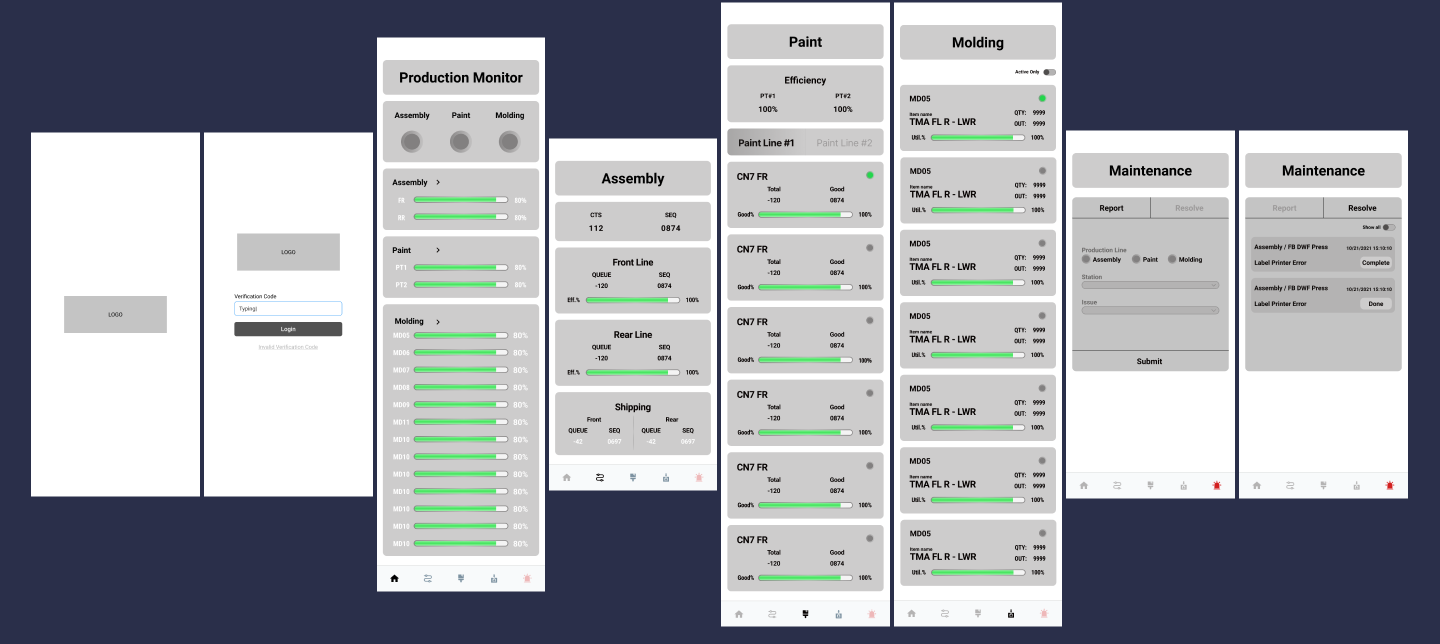 LOGO
LOGO
Verification Code
Typing|
Login
Invalid Verification Code
Production Monitor
Assembly Paint Molding
Assembly >
FR 80%
RR 80%
Paint >
PT1 80%
PT2 80%
Molding >
MD05 80%
MD06 80%
MD07 80%
MD08 80%
MD09 80%
MD11 80%
MD10 80%
MD10 80%
MD10 80%
MD10 80%
MD10 80%
MD10 80%
MD10 80%
Assembly
CTS SEQ
112 0874
Front Line
QUEUE SEQ
-120 0874
Eff.% 100%
Rear Line
QUEUE SEQ
-120 0874
Eff.% 100%
Shipping
Front Rear
QUEUE SEQ QUEUE SEQ
-42 0697 -42 0697
Paint
Efficiency
PT#1 PT#2
100% 100%
Paint Line #1 Paint Line #2
CN7 FR
Total Good
-120 0874
Good% 100%
CN7 FR
Total Good
-120 0874
Good% 100%
CN7 FR
Total Good
-120 0874
Good% 100%
CN7 FR
Total Good
-120 0874
Good% 100%
CN7 FR
Total Good
-120 0874
Good% 100%
CN7 FR
Total Good
-120 0874
Good% 100%
Molding
Active Only
MD05
Item name QTY: 9999
TMA FL R - LWR OUT: 9999
Util.% 100%
MD05
Item name QTY: 9999
TMA FL R - LWR OUT: 9999
Util.% 100%
MD05
Item name QTY: 9999
TMA FL R - LWR OUT: 9999
Util.% 100%
MD05
Item name QTY: 9999
TMA FL R - LWR OUT: 9999
Util.% 100%
MD05
Item name QTY: 9999
TMA FL R - LWR OUT: 9999
Util.% 100%
MD05
Item name QTY: 9999
TMA FL R - LWR OUT: 9999
Util.% 100%
MD05
Item name QTY: 9999
TMA FL R - LWR OUT: 9999
Util.% 100%
Maintenance
Report Resolve
Production Line
Assembly Paint Molding
Station
Issue
Submit
Maintenance
Report Resolve
Show all
Assembly / FB DWF Press 10/21/2021 15:10:10
Label Printer Error Complete
Assembly / FB DWF Press 10/21/2021 15:10:10
Label Printer Error Done